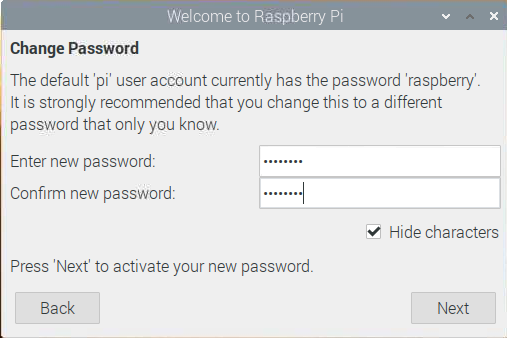 Welcome to Raspberry Pi
Change Password
The default 'pi' user account currently has the password 'raspberry'.
It is strongly recommended that you change this to a different
password that only you know.
Enter new password: ••••••••
Confirm new password: ••••••••
Hide characters
Press 'Next' to activate your new password.
Back Next